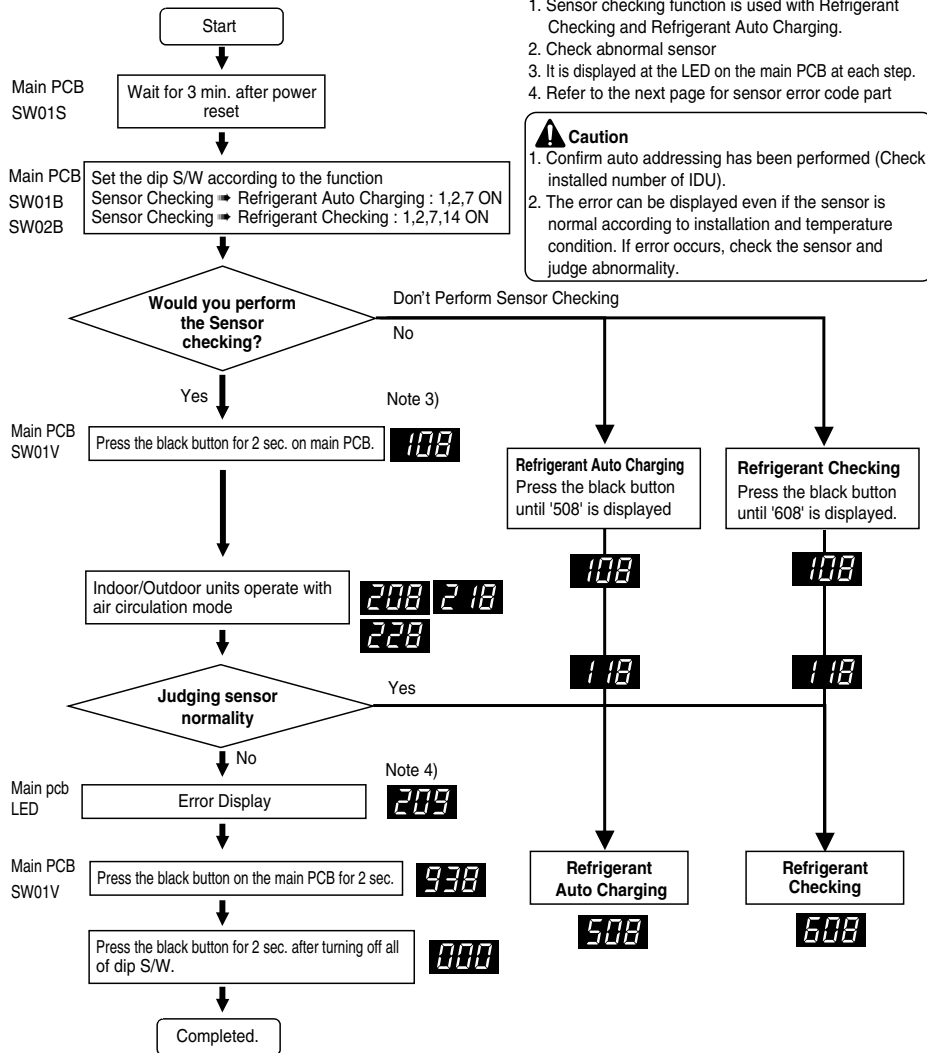 Start
1. Sensor checking function is used with Refrigerant
Checking and Refrigerant Auto Charging.
2. Check abnormal sensor
3. It is displayed at the LED on the main PCB at each step.
4. Refer to the next page for sensor error code part
Caution
1. Confirm auto addressing has been performed (Check
installed number of IDU).
2. The error can be displayed even if the sensor is
normal according to installation and temperature
condition. If error occurs, check the sensor and
judge abnormality.
Main PCB
SW01S
Wait for 3 min. after power
reset
Main PCB
SW01B
SW02B
Set the dip S/W according to the function
Sensor Checking ➠ Refrigerant Auto Charging : 1,2,7 ON
Sensor Checking ➠ Refrigerant Checking : 1,2,7,14 ON
Would you perform
the Sensor
checking?
Don't Perform Sensor Checking
No
Yes
Note 3)
Main PCB
SW01V
Press the black button for 2 sec. on main PCB.
108
Refrigerant Auto Charging
Press the black button
until '508' is displayed
Refrigerant Checking
Press the black button
until '608' is displayed.
108
108
Indoor/Outdoor units operate with
air circulation mode
208 218
228
118
118
Judging sensor
normality
Yes
No
Note 4)
Main pcb
LED
Error Display
209
Main PCB
SW01V
Press the black button on the main PCB for 2 sec.
938
Refrigerant
Auto Charging
508
Refrigerant
Checking
608
Press the black button for 2 sec. after turning off all
of dip S/W.
000
Completed.